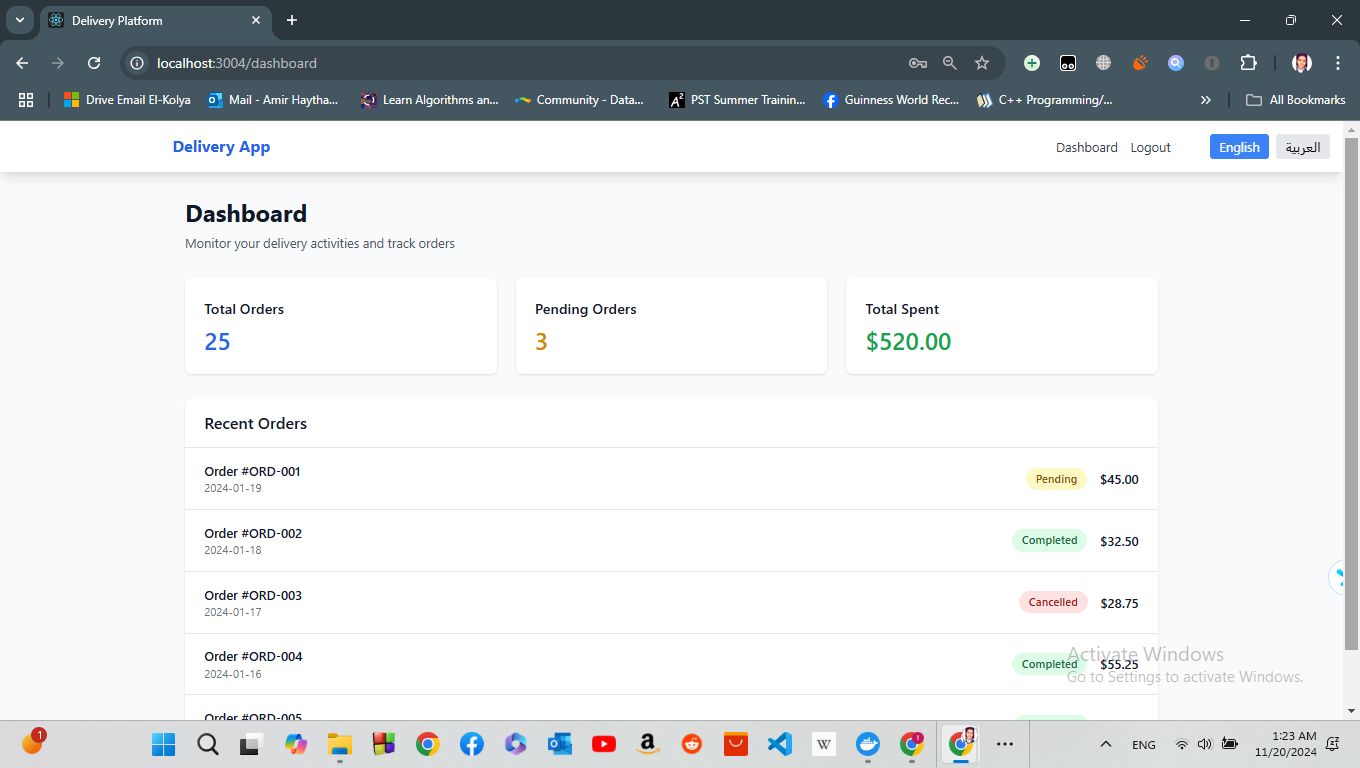 Delivery Platform
localhost:3004/dashboard
Drive Email El-Kolya
Mail - Amir Haytha...
Learn Algorithms an...
Community - Data...
PST Summer Trainin...
Guinness World Rec...
C++ Programming/...
All Bookmarks
Delivery App
Dashboard
Logout
English
العربية
Dashboard
Monitor your delivery activities and track orders
Total Orders
25
Pending Orders
3
Total Spent
$520.00
Recent Orders
Order #ORD-001
2024-01-19
Pending
$45.00
Order #ORD-002
2024-01-18
Completed
$32.50
Order #ORD-003
2024-01-17
Cancelled
$28.75
Order #ORD-004
2024-01-16
Completed
$55.25
Order #ORD-005
Activate Windows
Go to Settings to activate Windows.
1
W
1
ENG
1:23 AM
11/20/2024